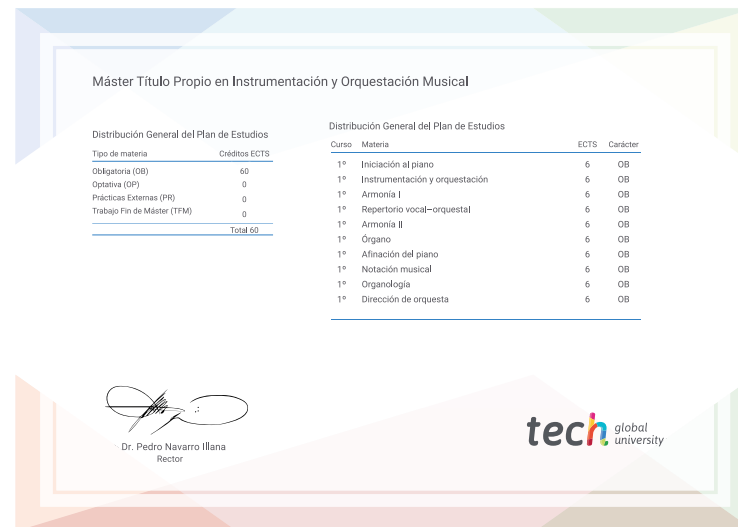 Máster Título Propio en Instrumentación y Orquestación Musical
Distribución General del Plan de Estudios
Tipo de materia Créditos ECTS
Obligatoria (OB) 60
Optativa (OP) 0
Prácticas Externas (PR) 0
Trabajo Fin de Máster (TFM) 0
Total 60
Distribución General del Plan de Estudios
Curso Materia ECTS Carácter
1º Iniciación al piano 6 OB
1º Instrumentación y orquestación 6 OB
1º Armonía I 6 OB
1º Repertorio vocal–orquestal 6 OB
1º Armonía II 6 OB
1º Órgano 6 OB
1º Afinación del piano 6 OB
1º Notación musical 6 OB
1º Organología 6 OB
1º Dirección de orquesta 6 OB
Dr. Pedro Navarro Illana
Rector
tech global
university